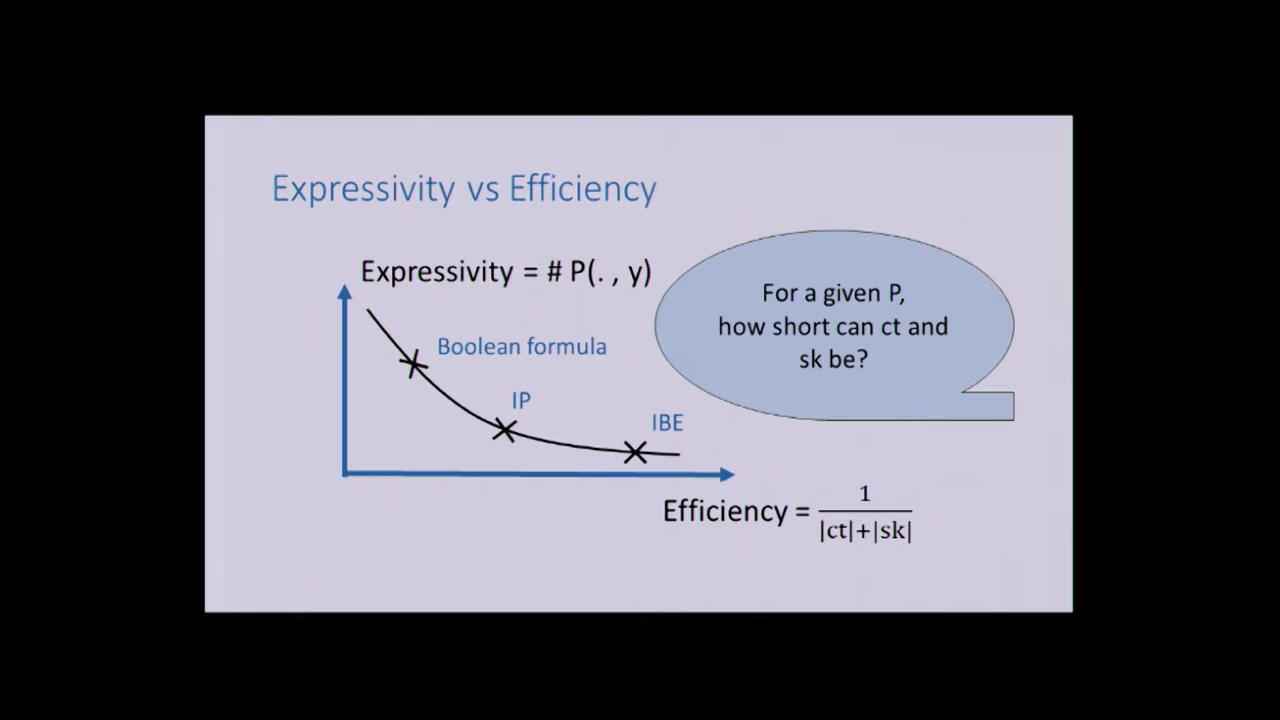 Expressivity vs Efficiency
Expressivity = # P(. , y)
For a given P,
how short can ct and
sk be?
Boolean formula
IP
IBE
Efficiency = 1
|ct|+|sk|